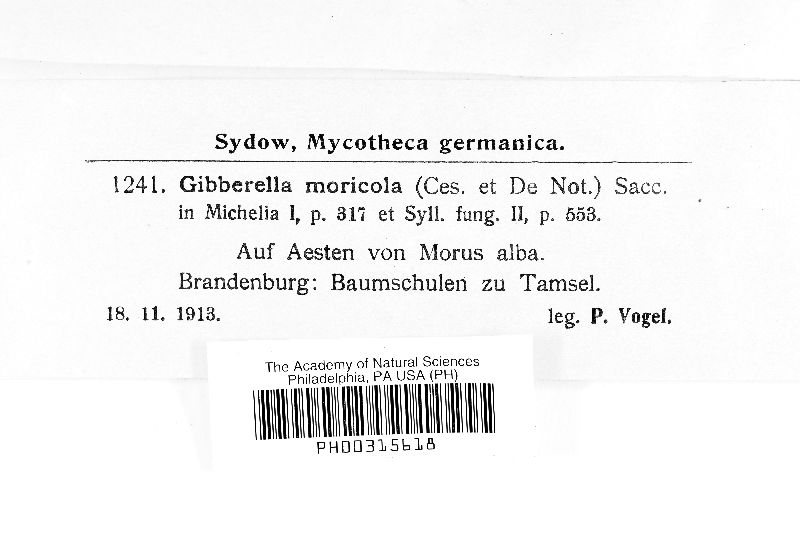 Sydow, Mycotheca germanica.
1241. Gibberella moricola (Ces. et De Not.) Sacc.
in Michelia I, p. 317 et Syll. fung. II, p. 553.
Auf Aesten von Morus alba.
Brandenburg: Baumschulen zu Tamsel.
18. 11. 1913. leg. P. Vogel.
The Academy of Natural Sciences
Philadelphia, PA USA (PH)
PH00315618